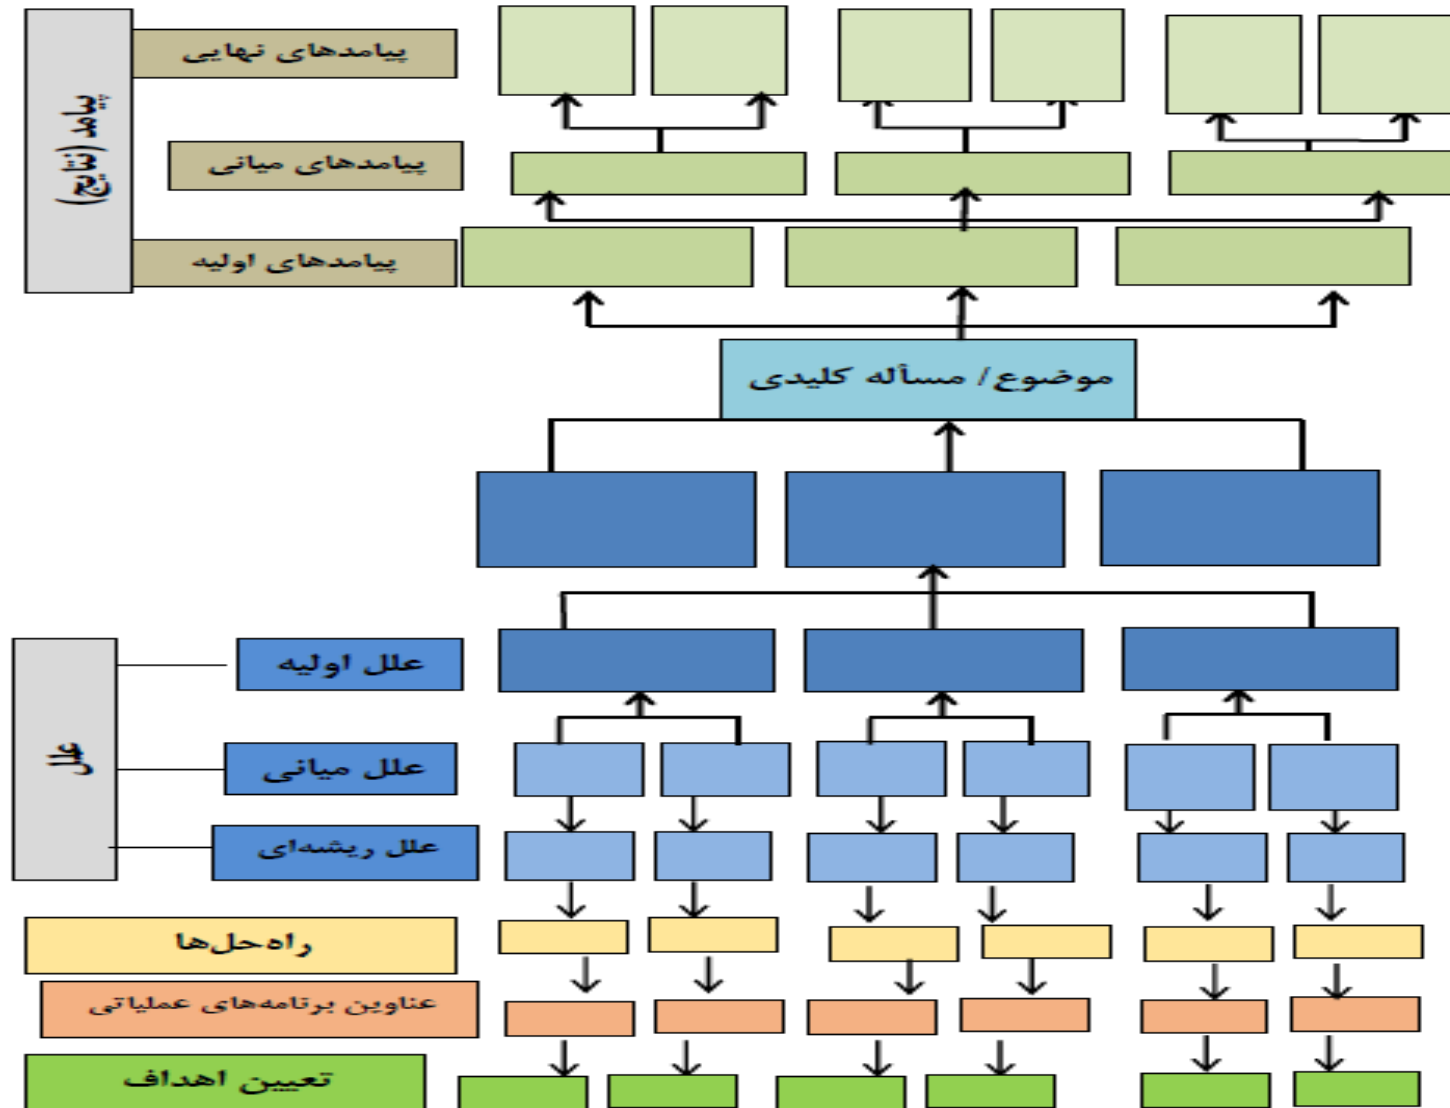 پیامد (نتایج)
پیامدهای نهایی
پیامدهای میانی
پیامدهای اولیه
موضوع/ مسأله کلیدی
علل
علل اولیه
علل میانی
علل ریشه‌ای
راه‌حل‌ها
عناوین برنامه‌های عملیاتی
تعیین اهداف